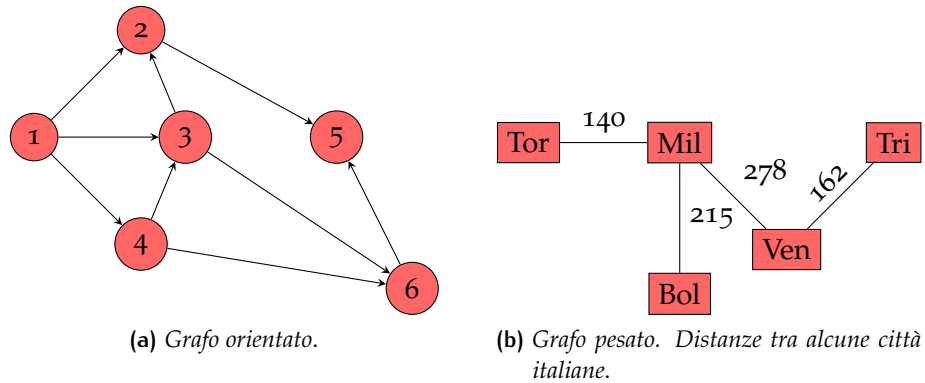 2
1
3
5
4
6
(a) Grafo orientato.
140
Tor
Mil
Tri
278
162
215
Ven
Bol
(b) Grafo pesato. Distanze tra alcune città
italiane.